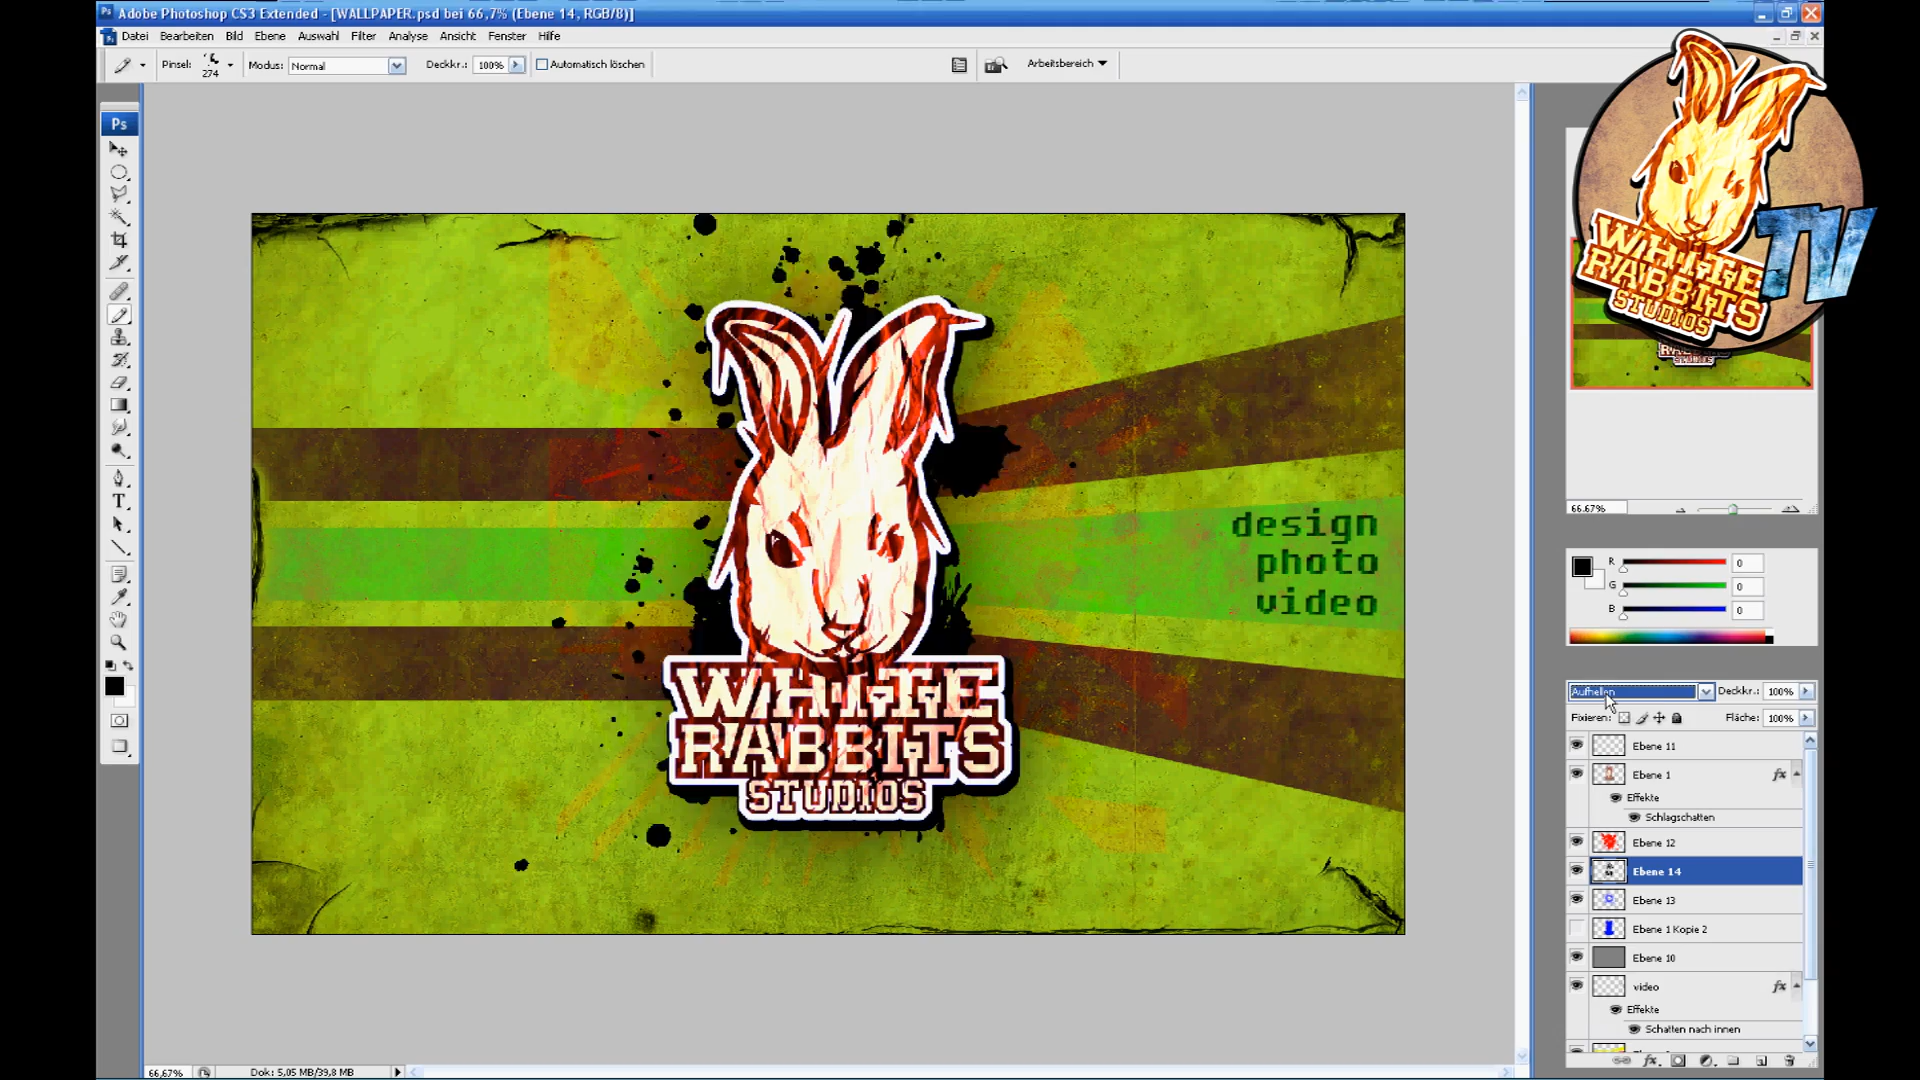 Adobe Photoshop CS3 Extended - [WALLPAPER.psd bei 66,7% (Ebene 14, RGB/8)]
Datei Bearbeiten Bild Ebene Auswahl Filter Analyse Ansicht Fenster Hilfe
Pinsel: 274 Modus: Normal Deckkr.: 100% Automatisch löschen Arbeitsbereich
Ps
WHITE
RABBITS
STUDIOS
TV
design
photo
video
WHITE
RABBITS
STUDIOS
66.67%
R 0
G 0
B 0
Aufhellen Deckkr.: 100%
Fixieren: Fläche: 100%
Ebene 11
Ebene 1 fx
Effekte
Schlagschatten
Ebene 12
Ebene 14
Ebene 13
Ebene 1 Kopie 2
Ebene 10
video fx
Effekte
Schatten nach innen
66,67% Dok: 5,05 MB/39,8 MB